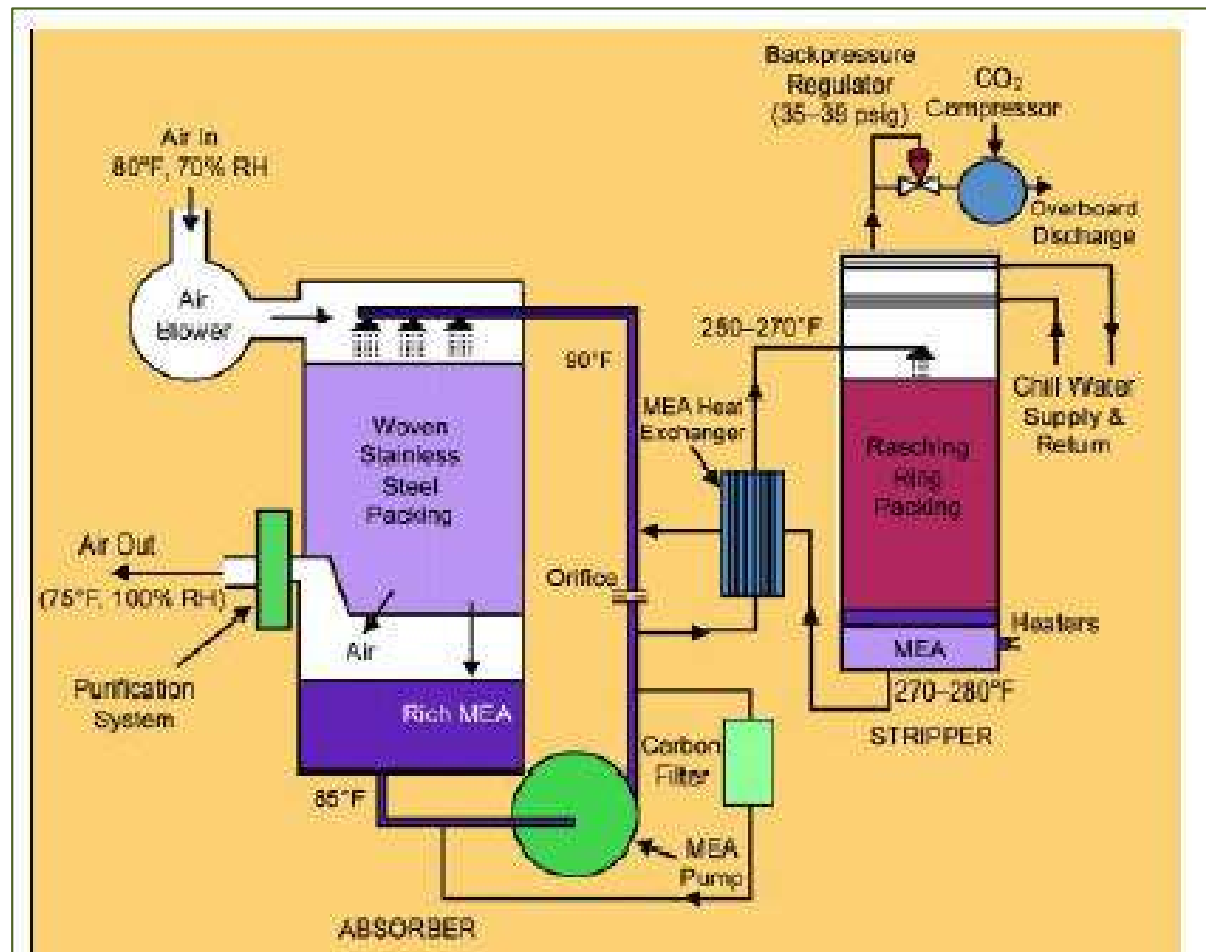 Backpressure
Regulator
(35–35 psig)
CO₂
Compressor
Air In
80°F, 70% RH
Overboard
Discharge
Air
Blower
250–270°F
90°F
MEA Heat
Exchanger
Chill Water
Supply &
Return
Woven
Stainless
Steel
Packing
Rasching
Ring
Packing
Air Out
(75°F, 100% RH)
Orifice
Air
Heaters
MEA
270–280°F
Purification
System
Rich MEA
STRIPPER
Carbon
Filter
85°F
MEA
Pump
ABSORBER